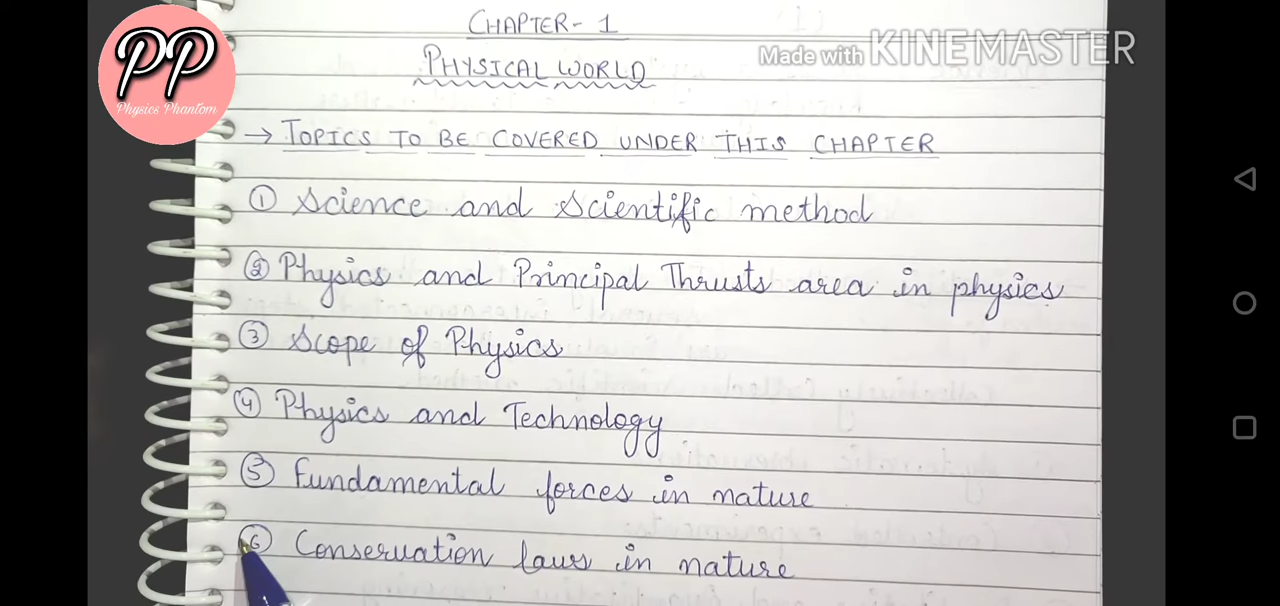 CHAPTER- 1
PP
Physics Phantom
Made with KINEMASTER
PHYSICAL WORLD
→ TOPICS TO BE COVERED UNDER THIS CHAPTER
① Science and Scientific method
② Physics and Principal Thrusts area in physics
③ Scope of Physics
④ Physics and Technology
⑤ Fundamental forces in nature
⑥ Conservation laws in nature